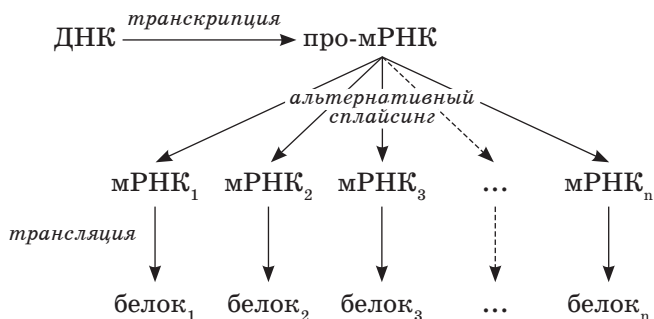 транскрипция
ДНК про-мРНК
альтернативный
сплайсинг
мРНК₁ мРНК₂ мРНК₃ ... мРНКₙ
трансляция
белок₁ белок₂ белок₃ ... белокₙ